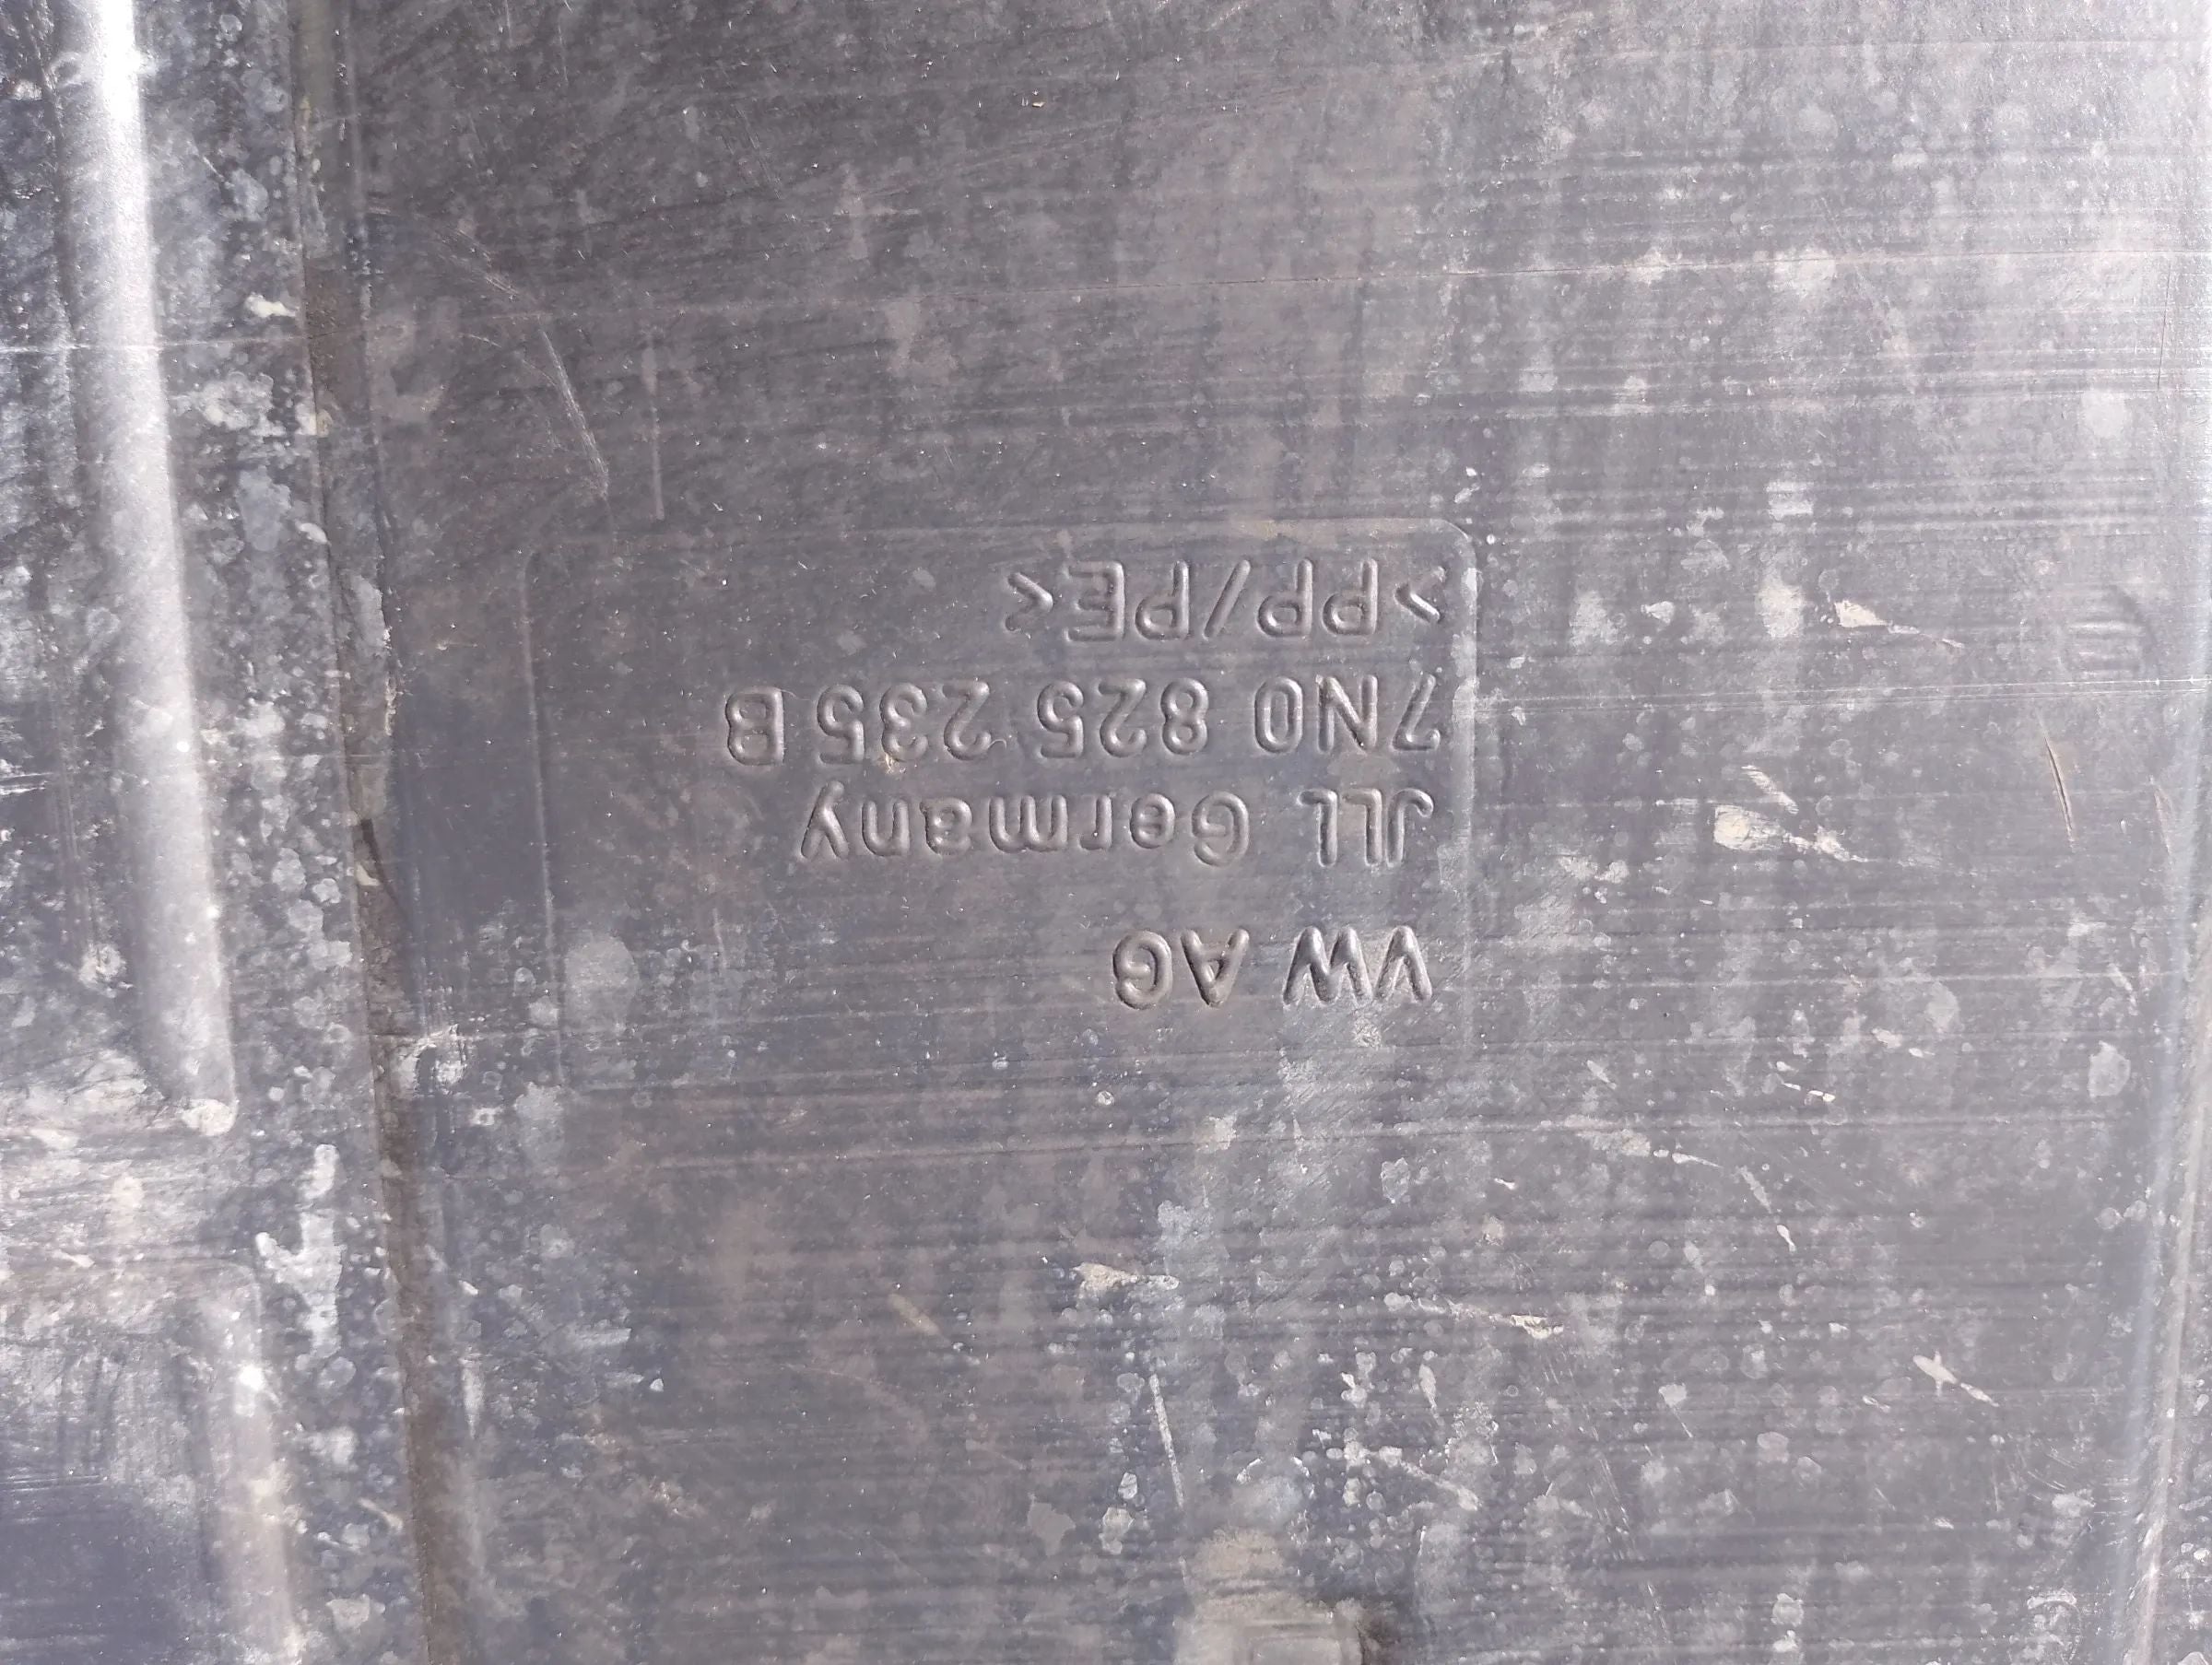 VW AG
JLL Germany
7N0 825 235 B
>PP/PE<